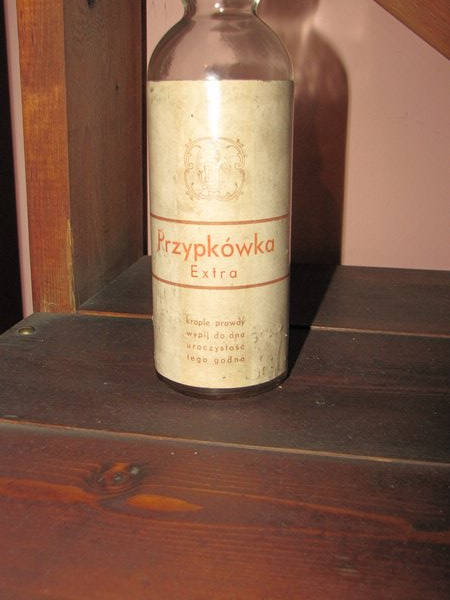 Przypkówka
Extra
krople prawdy
wypij do dna
uroczystość
tego godna